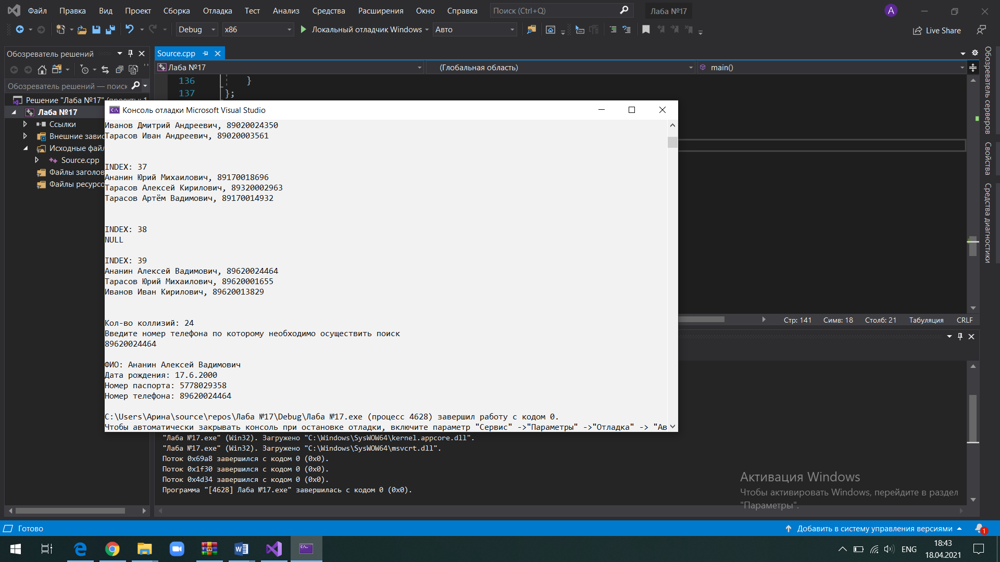 Файл Правка Вид Проект Сборка Отладка Тест Анализ Средства Расширения Окно Справка Поиск (Ctrl+Q) Лаба №17 A
Debug x86 Локальный отладчик Windows Авто Live Share
Обозреватель решений
Source.cpp
Лаба №17 (Глобальная область) main()
Обозреватель решений — поиск
136 }
137 };
Решение "Лаба №17" (проекты: 1
Лаба №17
Ссылки
Внешние завис
Исходные файл
Source.cpp
Файлы заголов
Файлы ресурсо
Консоль отладки Microsoft Visual Studio
Иванов Дмитрий Андреевич, 89020024350
Тарасов Иван Андреевич, 89020003561
INDEX: 37
Ананин Юрий Михаилович, 89170018696
Тарасов Алексей Кирилович, 89320002963
Тарасов Артём Вадимович, 89170014932
INDEX: 38
NULL
INDEX: 39
Ананин Алексей Вадимович, 89620024464
Тарасов Юрий Михаилович, 89620001655
Иванов Иван Кирилович, 89620013829
Кол-во коллизий: 24
Введите номер телефона по которому необходимо осуществить поиск
89620024464
ФИО: Ананин Алексей Вадимович
Дата рождения: 17.6.2000
Номер паспорта: 5778029358
Номер телефона: 89620024464
C:\Users\Арина\source\repos\Лаба №17\Debug\Лаба №17.exe (процесс 4628) завершил работу с кодом 0.
Чтобы автоматически закрывать консоль при остановке отладки, включите параметр "Сервис" ->"Параметры" ->"Отладка" -> "Ав
Стр: 141 Симв: 18 Столб: 21 Табуляция CRLF
Обозреватель серверов
Свойства
Средства диагностики
"Лаба №17.exe" (Win32). Загружено "C:\Windows\SysWOW64\kernel.appcore.dll".
"Лаба №17.exe" (Win32). Загружено "C:\Windows\SysWOW64\msvcrt.dll".
Поток 0x69a8 завершился с кодом 0 (0x0).
Поток 0x1f30 завершился с кодом 0 (0x0).
Поток 0x4d34 завершился с кодом 0 (0x0).
Программа "[4628] Лаба №17.exe" завершилась с кодом 0 (0x0).
Активация Windows
Чтобы активировать Windows, перейдите в раздел
"Параметры".
Готово Добавить в систему управления версиями 1
ENG 18:43
18.04.2021